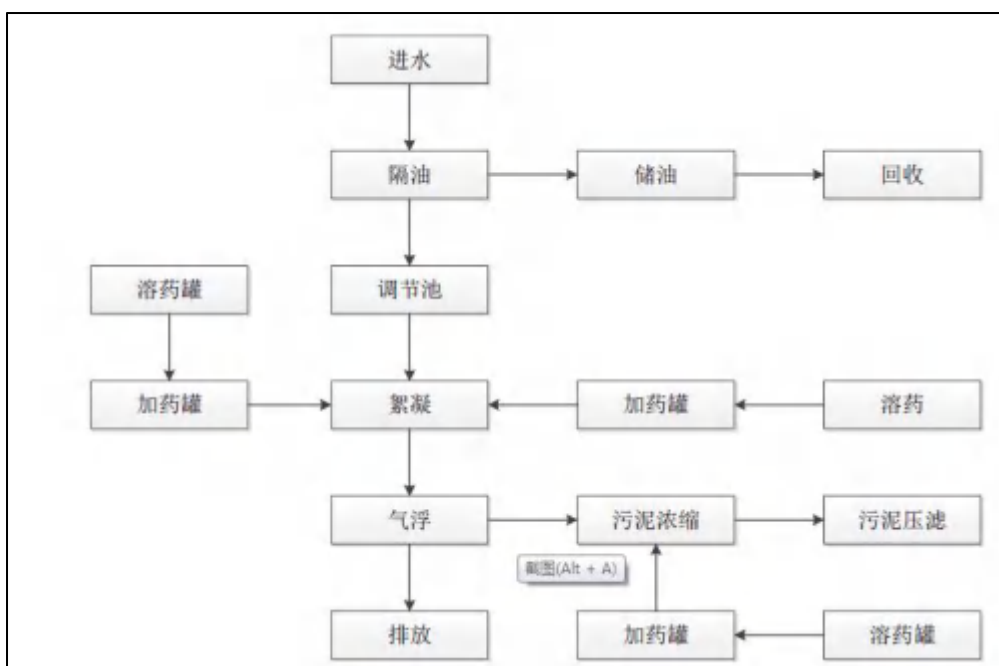 进水
隔油
储油
回收
溶药罐
调节池
加药罐
絮凝
加药罐
溶药
气浮
污泥浓缩
污泥压滤
截图(Alt + A)
排放
加药罐
溶药罐